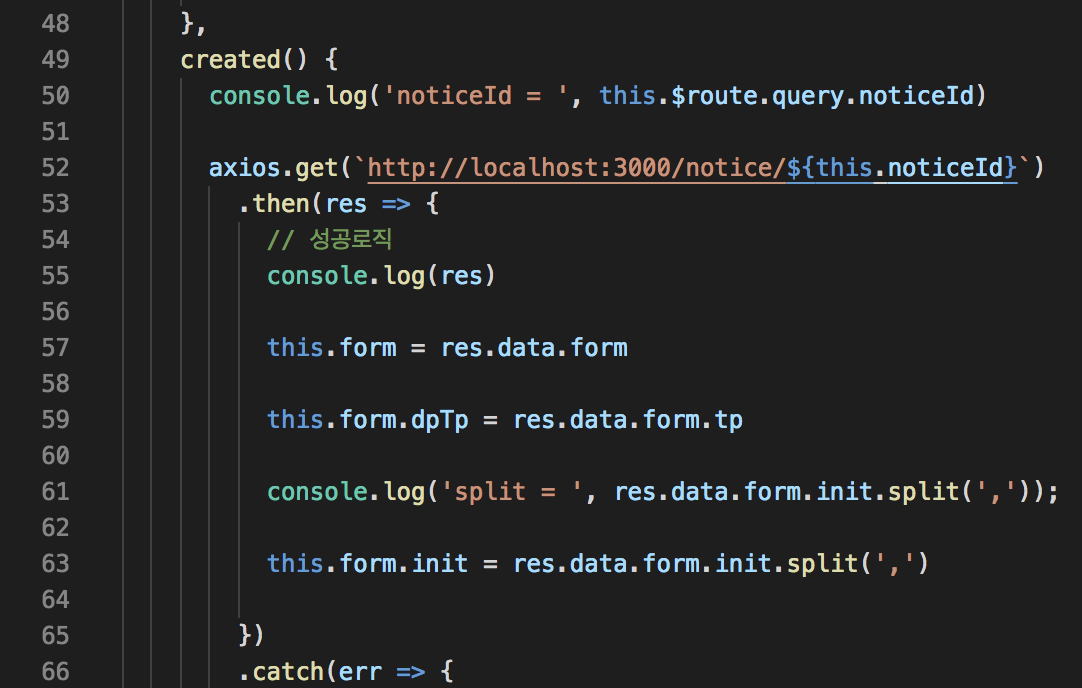 48 },
49 created() {
50 console.log('noticeId = ', this.$route.query.noticeId)
51
52 axios.get(`http://localhost:3000/notice/${this.noticeId}`)
53 .then(res => {
54 // 성공로직
55 console.log(res)
56
57 this.form = res.data.form
58
59 this.form.dpTp = res.data.form.tp
60
61 console.log('split = ', res.data.form.init.split(','));
62
63 this.form.init = res.data.form.init.split(',')
64
65 })
66 .catch(err => {